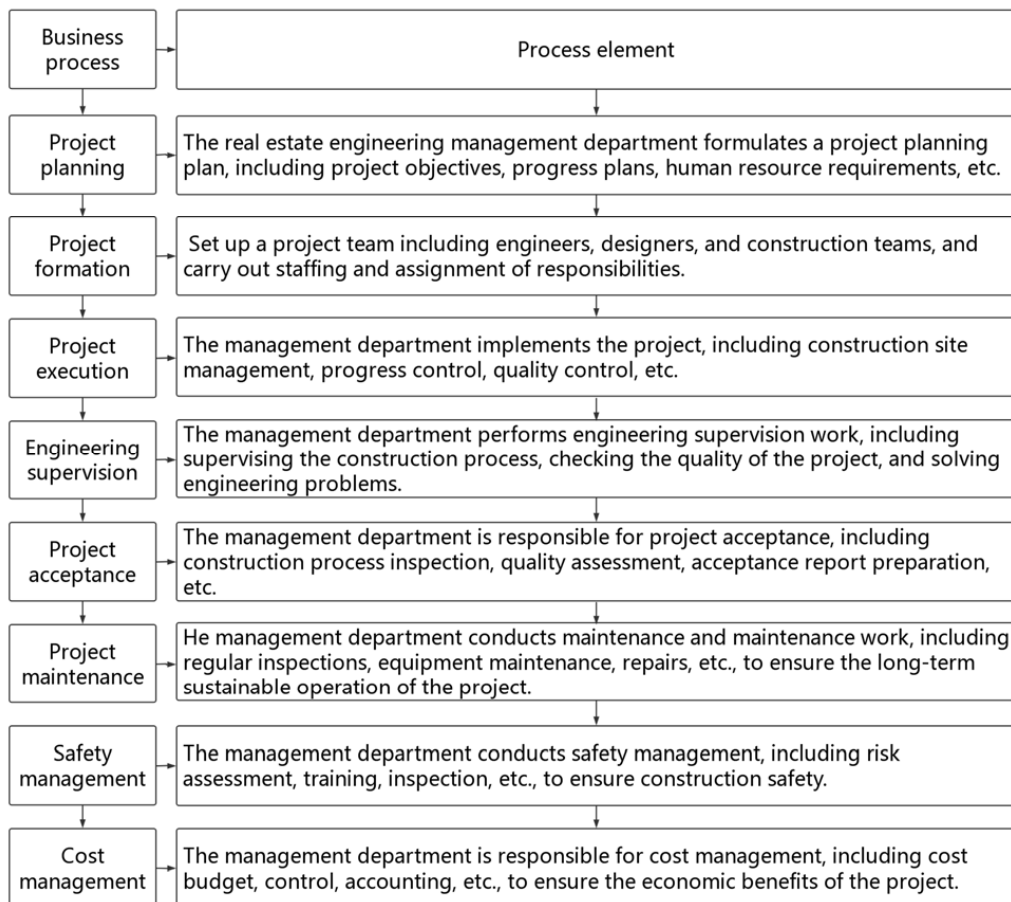 Business
process
Process element
Project
planning
The real estate engineering management department formulates a project planning
plan, including project objectives, progress plans, human resource requirements, etc.
Project
formation
Set up a project team including engineers, designers, and construction teams, and
carry out staffing and assignment of responsibilities.
Project
execution
The management department implements the project, including construction site
management, progress control, quality control, etc.
Engineering
supervision
The management department performs engineering supervision work, including
supervising the construction process, checking the quality of the project, and solving
engineering problems.
Project
acceptance
The management department is responsible for project acceptance, including
construction process inspection, quality assessment, acceptance report preparation,
etc.
Project
maintenance
He management department conducts maintenance and maintenance work, including
regular inspections, equipment maintenance, repairs, etc., to ensure the long-term
sustainable operation of the project.
Safety
management
The management department conducts safety management, including risk
assessment, training, inspection, etc., to ensure construction safety.
Cost
management
The management department is responsible for cost management, including cost
budget, control, accounting, etc., to ensure the economic benefits of the project.